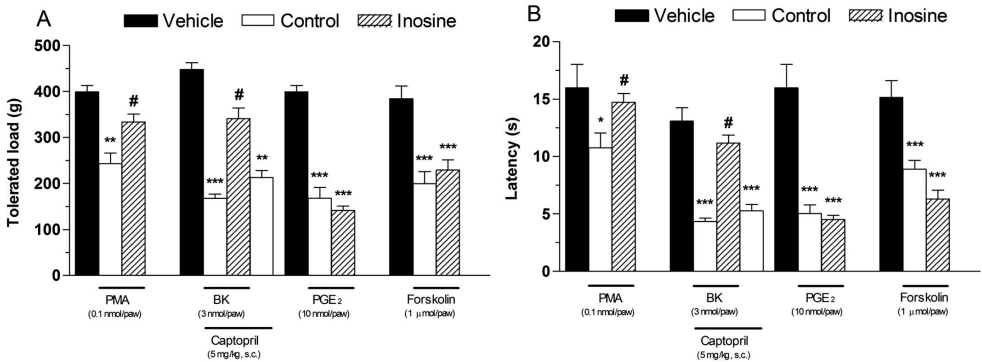 A
Vehicle Control Inosine
Tolerated load (g)
500
400
300
200
100
0
** # *** # ** *** *** *** ***
PMA BK PGE₂ Forskolin
(0.1 nmol/paw) (3 nmol/paw) (10 nmol/paw) (1 μmol/paw)
Captopril
(5 mg/kg, s.c.)
B
Vehicle Control Inosine
Latency (s)
20
15
10
5
0
* # *** # *** *** *** *** ***
PMA BK PGE₂ Forskolin
(0.1 nmol/paw) (3 nmol/paw) (10 nmol/paw) (1 μmol/paw)
Captopril
(5 mg/kg, s.c.)